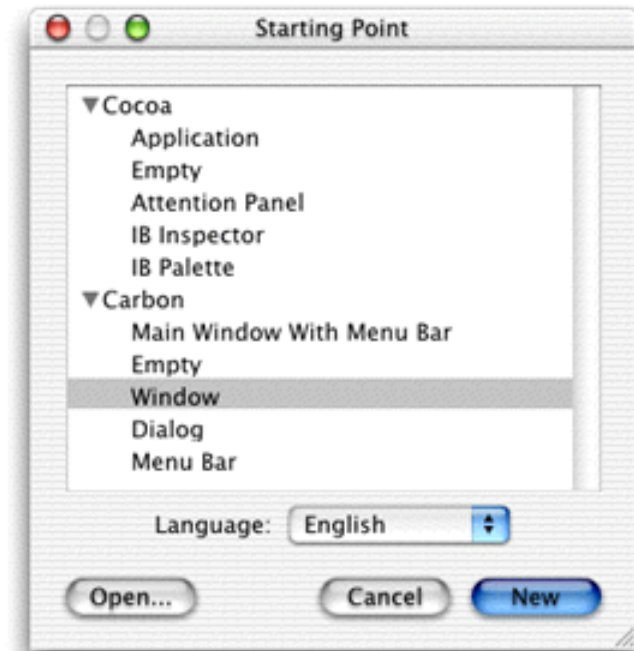 Starting Point
Cocoa
Application
Empty
Attention Panel
IB Inspector
IB Palette
Carbon
Main Window With Menu Bar
Empty
Window
Dialog
Menu Bar
Language: English
Open... Cancel New